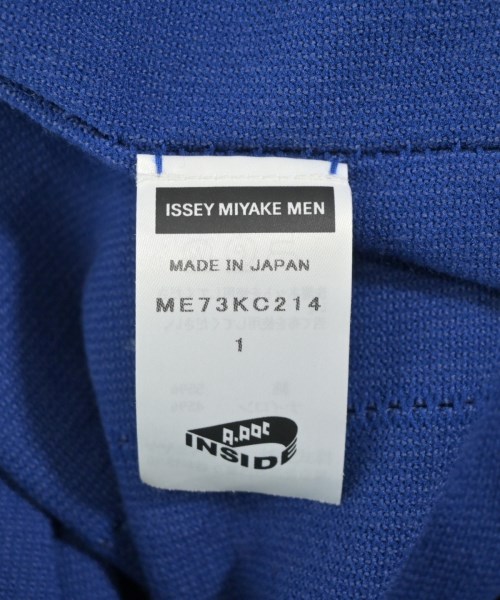 ISSEY MIYAKE MEN
MADE IN JAPAN
ME73KC214
1
A.POC
INSIDE